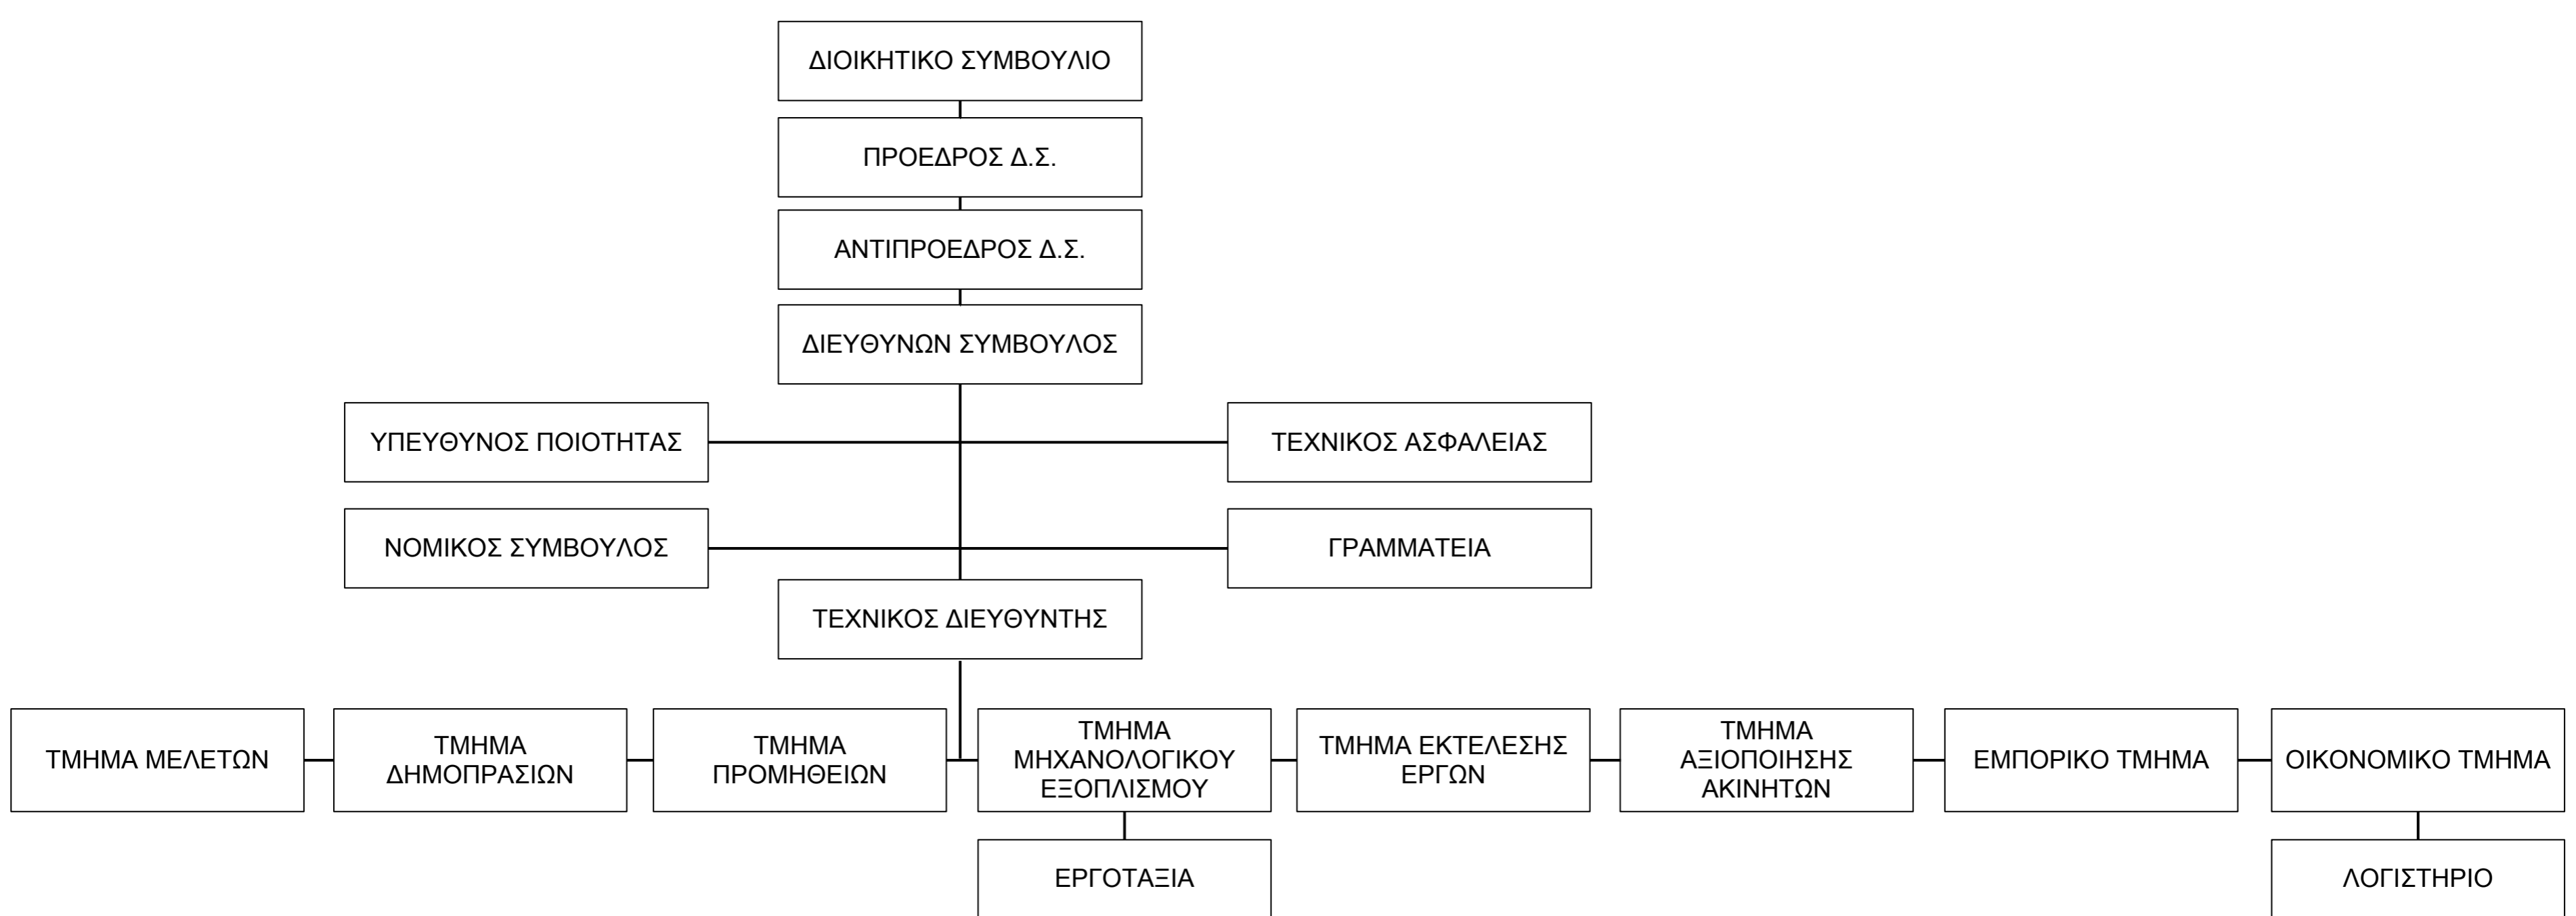 ΔΙΟΙΚΗΤΙΚΟ ΣΥΜΒΟΥΛΙΟ
ΠΡΟΕΔΡΟΣ Δ.Σ.
ΑΝΤΙΠΡΟΕΔΡΟΣ Δ.Σ.
ΔΙΕΥΘΥΝΩΝ ΣΥΜΒΟΥΛΟΣ
ΥΠΕΥΘΥΝΟΣ ΠΟΙΟΤΗΤΑΣ
ΤΕΧΝΙΚΟΣ ΑΣΦΑΛΕΙΑΣ
ΝΟΜΙΚΟΣ ΣΥΜΒΟΥΛΟΣ
ΓΡΑΜΜΑΤΕΙΑ
ΤΕΧΝΙΚΟΣ ΔΙΕΥΘΥΝΤΗΣ
ΤΜΗΜΑ ΜΕΛΕΤΩΝ
ΤΜΗΜΑ
ΔΗΜΟΠΡΑΣΙΩΝ
ΤΜΗΜΑ
ΠΡΟΜΗΘΕΙΩΝ
ΤΜΗΜΑ
ΜΗΧΑΝΟΛΟΓΙΚΟΥ
ΕΞΟΠΛΙΣΜΟΥ
ΤΜΗΜΑ ΕΚΤΕΛΕΣΗΣ
ΕΡΓΩΝ
ΤΜΗΜΑ
ΑΞΙΟΠΟΙΗΣΗΣ
ΑΚΙΝΗΤΩΝ
ΕΜΠΟΡΙΚΟ ΤΜΗΜΑ
ΟΙΚΟΝΟΜΙΚΟ ΤΜΗΜΑ
ΕΡΓΟΤΑΞΙΑ
ΛΟΓΙΣΤΗΡΙΟ